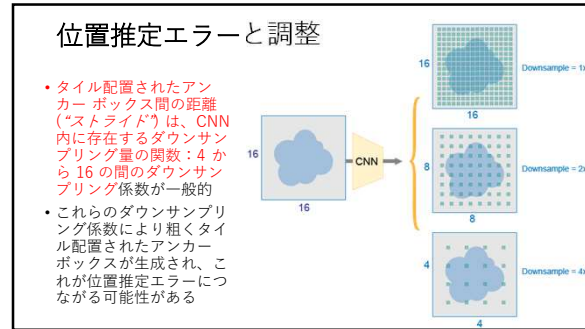 位置推定エラーと調整
• タイル配置されたアン
カー ボックス間の距離
(“ストライド”) は、CNN
内に存在するダウンサン
プリング量の関数：4 か
ら 16 の間のダウンサン
プリング係数が一般的
• これらのダウンサンプリ
ング係数により粗くタイ
ル配置されたアンカー
ボックスが生成され、こ
れが位置推定エラーにつ
ながる可能性がある
16
16
CNN
16
16
Downsample = 1x
8
8
Downsample = 2x
4
4
Downsample = 4x